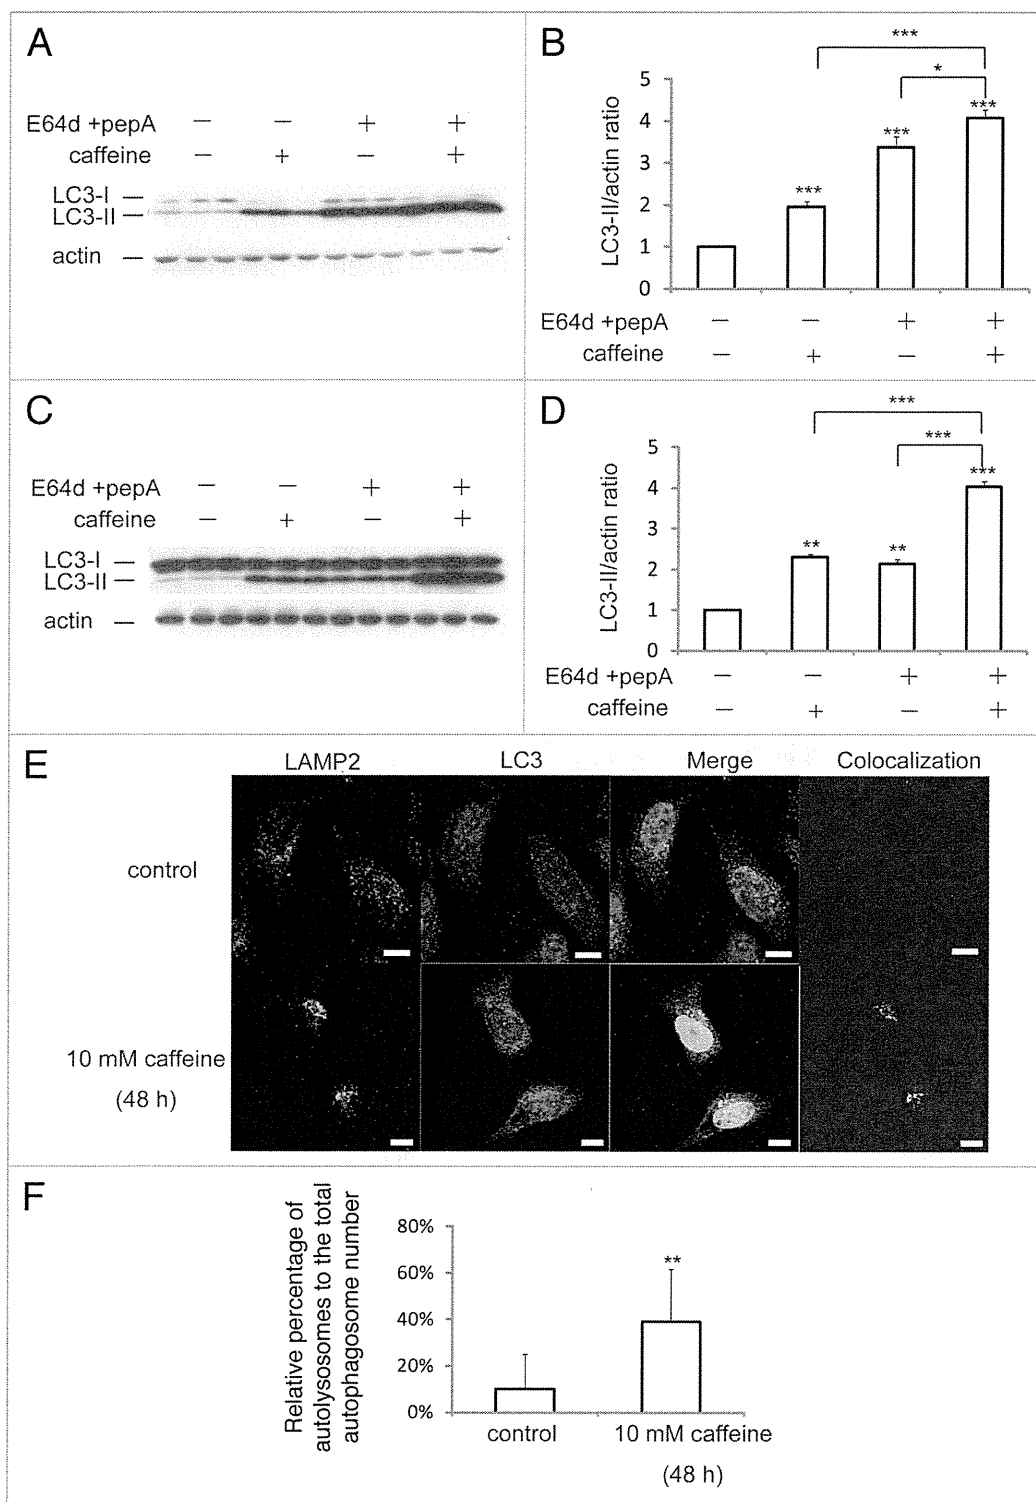 A
E64d +pepA — — + +
caffeine — + — +
LC3-I —
LC3-II —
actin —
B
***
*
***
***
***
LC3-II/actin ratio
5
4
3
2
1
0
E64d +pepA — — + +
caffeine — + — +
C
E64d +pepA — — + +
caffeine — + — +
LC3-I —
LC3-II —
actin —
D
***
***
***
**
**
LC3-II/actin ratio
5
4
3
2
1
0
E64d +pepA — — + +
caffeine — + — +
E
LAMP2 LC3 Merge Colocalization
control
10 mM caffeine
(48 h)
F
Relative percentage of
autolysosomes to the total
autophagosome number
80%
60%
40%
20%
0%
**
control 10 mM caffeine
(48 h)